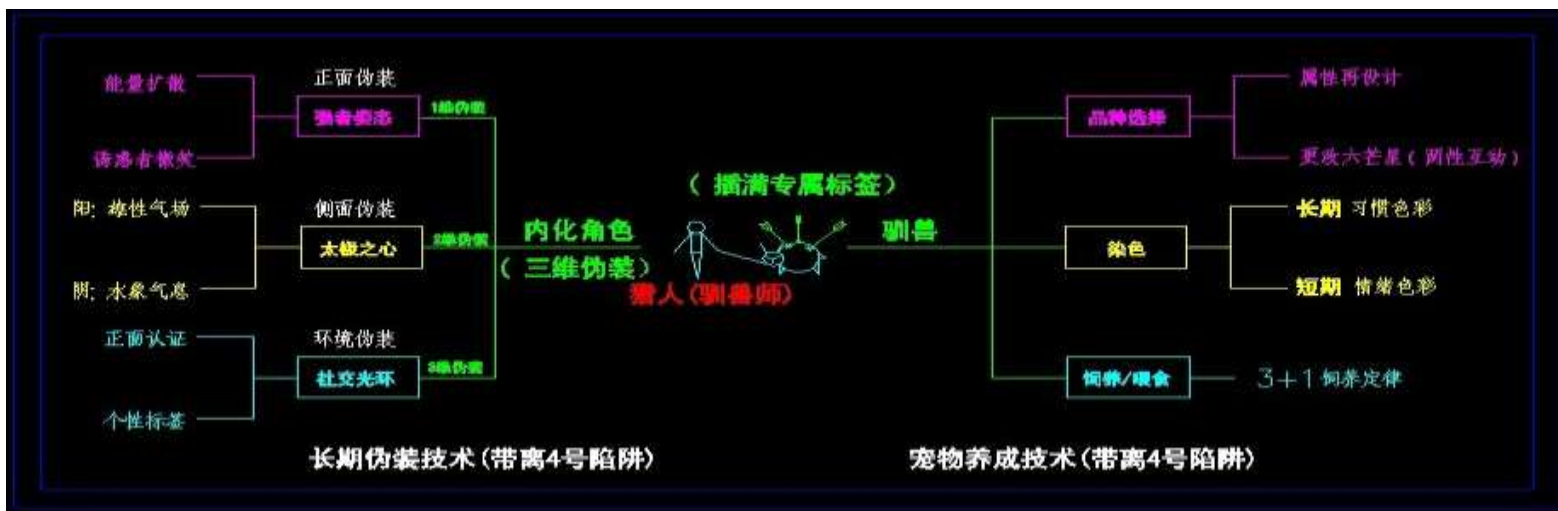 能量扩散
诱惑者微笑
正面伪装
强者姿态
1维伪装
阳: 雄性气场
阴: 水象气息
侧面伪装
太极之心
2维伪装
正面认证
个性标签
环境伪装
社交光环
3维伪装
内化角色
( 三维伪装)
( 插满专属标签)
猎人(驯兽师)
驯兽
品种选择
属性再设计
更改六芒星( 两性互动)
染色
长期 习惯色彩
短期 情绪色彩
饲养/喂食
3+1饲养定律
长期伪装技术(带离4号陷阱)
宠物养成技术(带离4号陷阱)